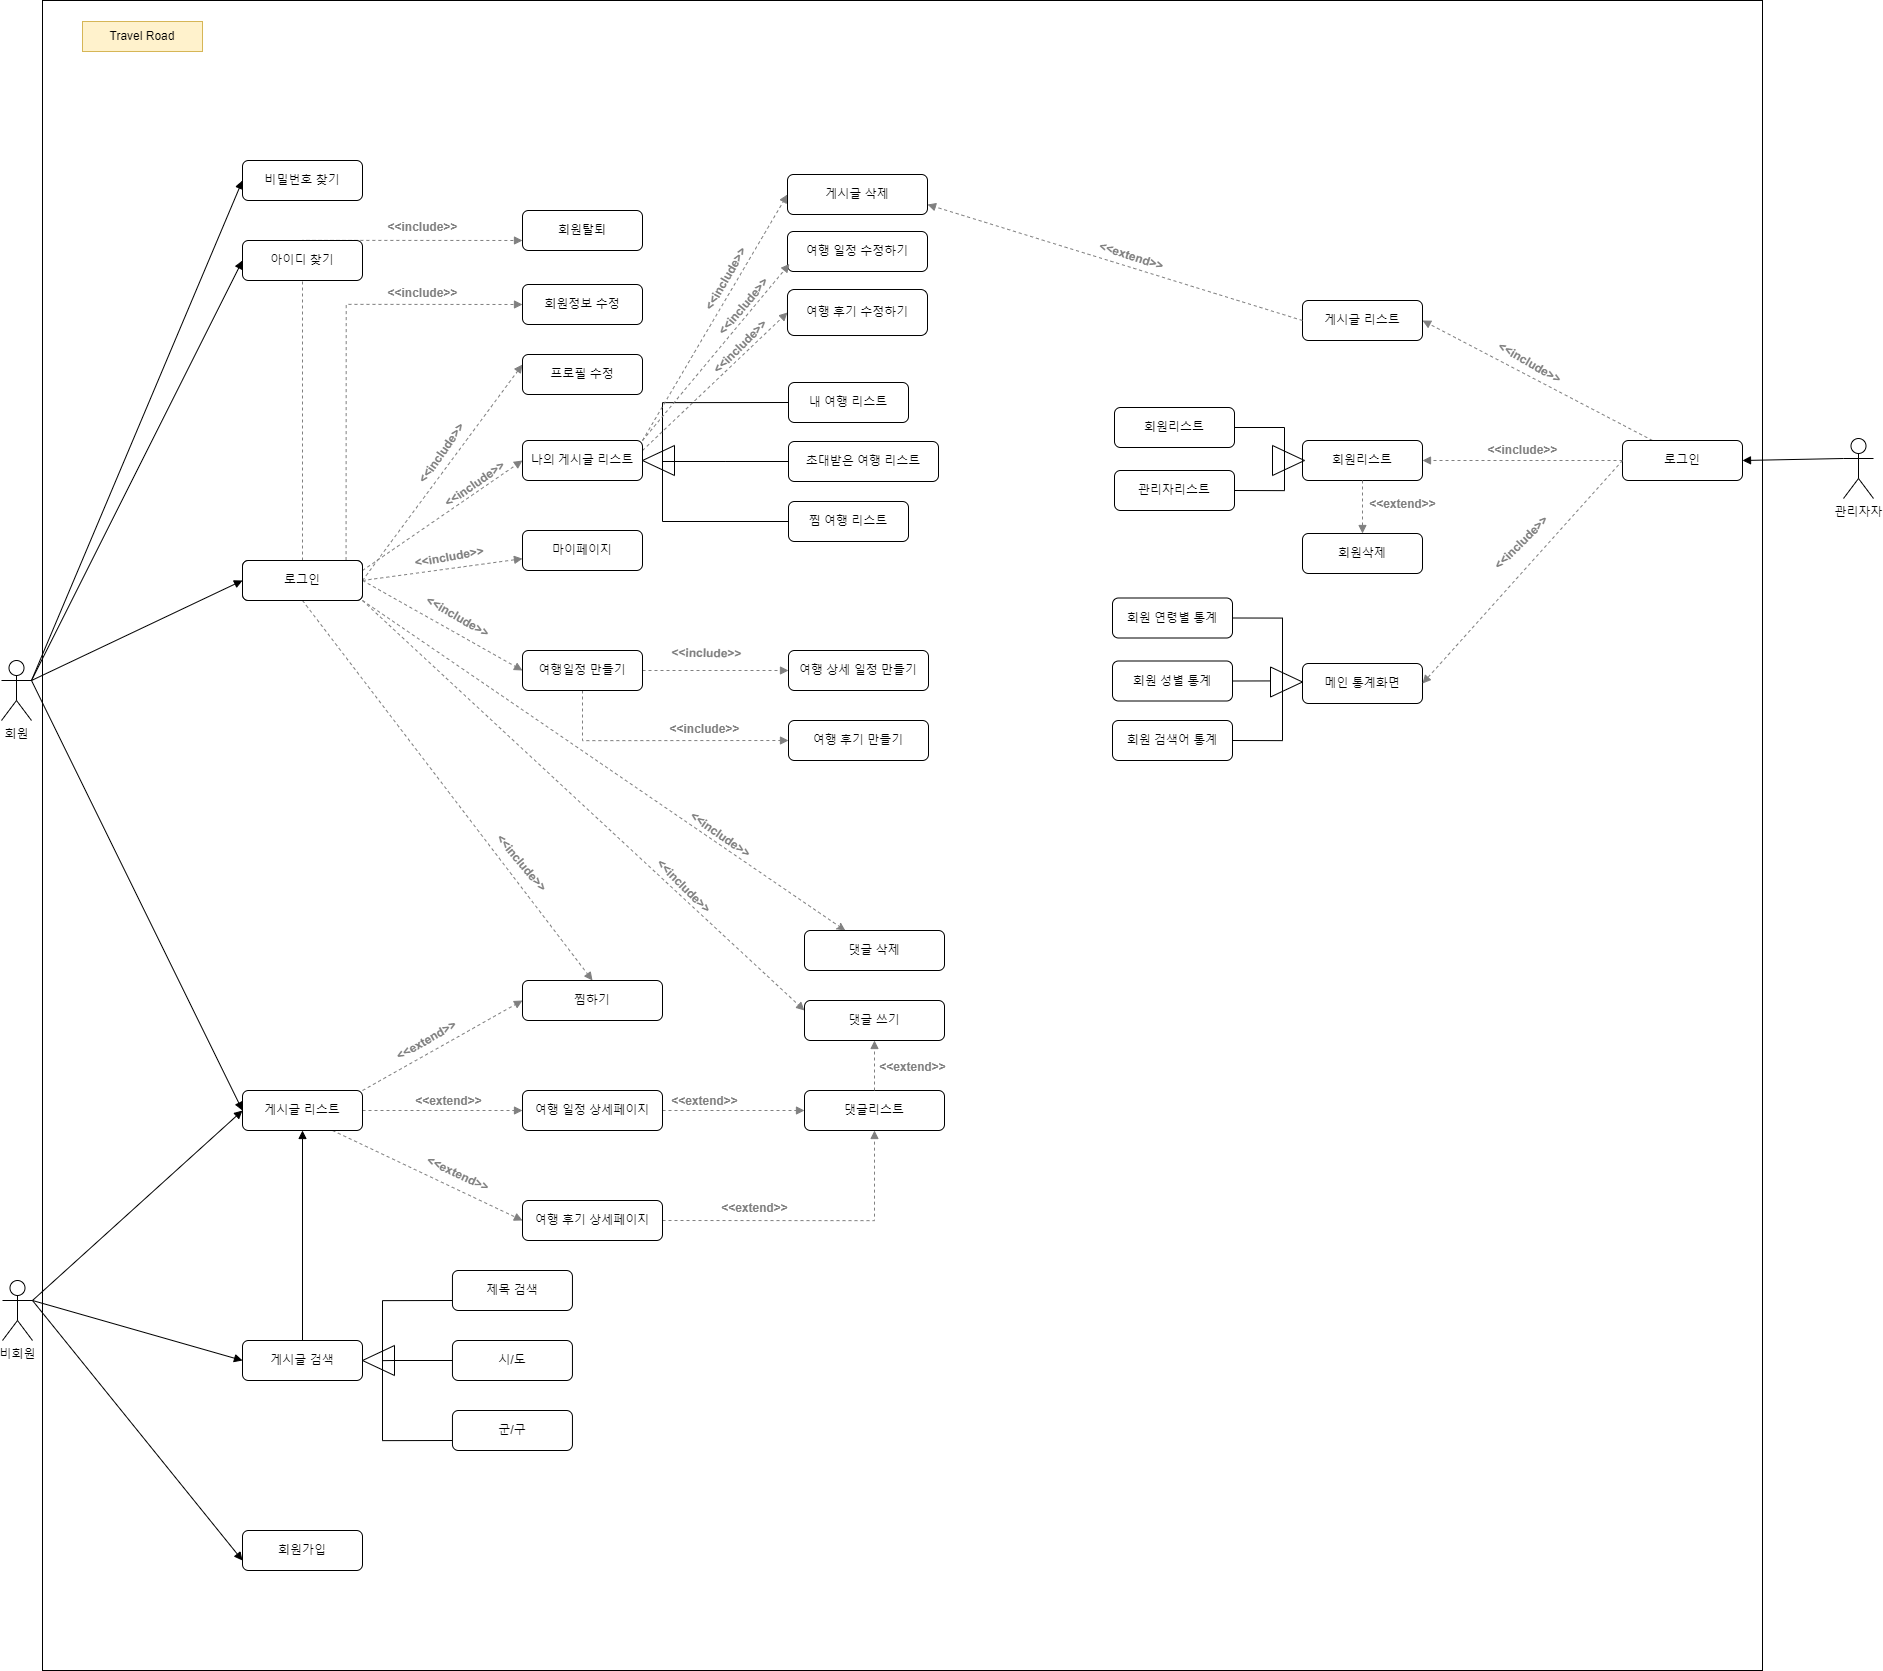 Travel Road
비밀번호 찾기
게시글 삭제
<<include>>
회원탈퇴
여행 일정 수정하기
<<extend>>
아이디 찾기
<<include>>
<<include>>
회원정보 수정
<<include>>
여행 후기 수정하기
게시글 리스트
<<include>>
<<include>>
프로필 수정
내 여행 리스트
회원리스트
<<include>>
나의 게시글 리스트
초대받은 여행 리스트
회원리스트
<<include>>
로그인
관리자자
<<include>>
관리자리스트
<<extend>>
찜 여행 리스트
<<include>>
마이페이지
회원삭제
<<include>>
로그인
<<include>>
회원 연령별 통계
<<include>>
여행일정 만들기
여행 상세 일정 만들기
회원 성별 통계
메인 통계화면
회원
<<include>>
여행 후기 만들기
회원 검색어 통계
<<include>>
<<include>>
<<include>>
댓글 삭제
찜하기
댓글 쓰기
<<extend>>
<<extend>>
<<extend>>
<<extend>>
게시글 리스트
여행 일정 상세페이지
댓글리스트
<<extend>>
<<extend>>
여행 후기 상세페이지
제목 검색
비회원
게시글 검색
시/도
군/구
회원가입